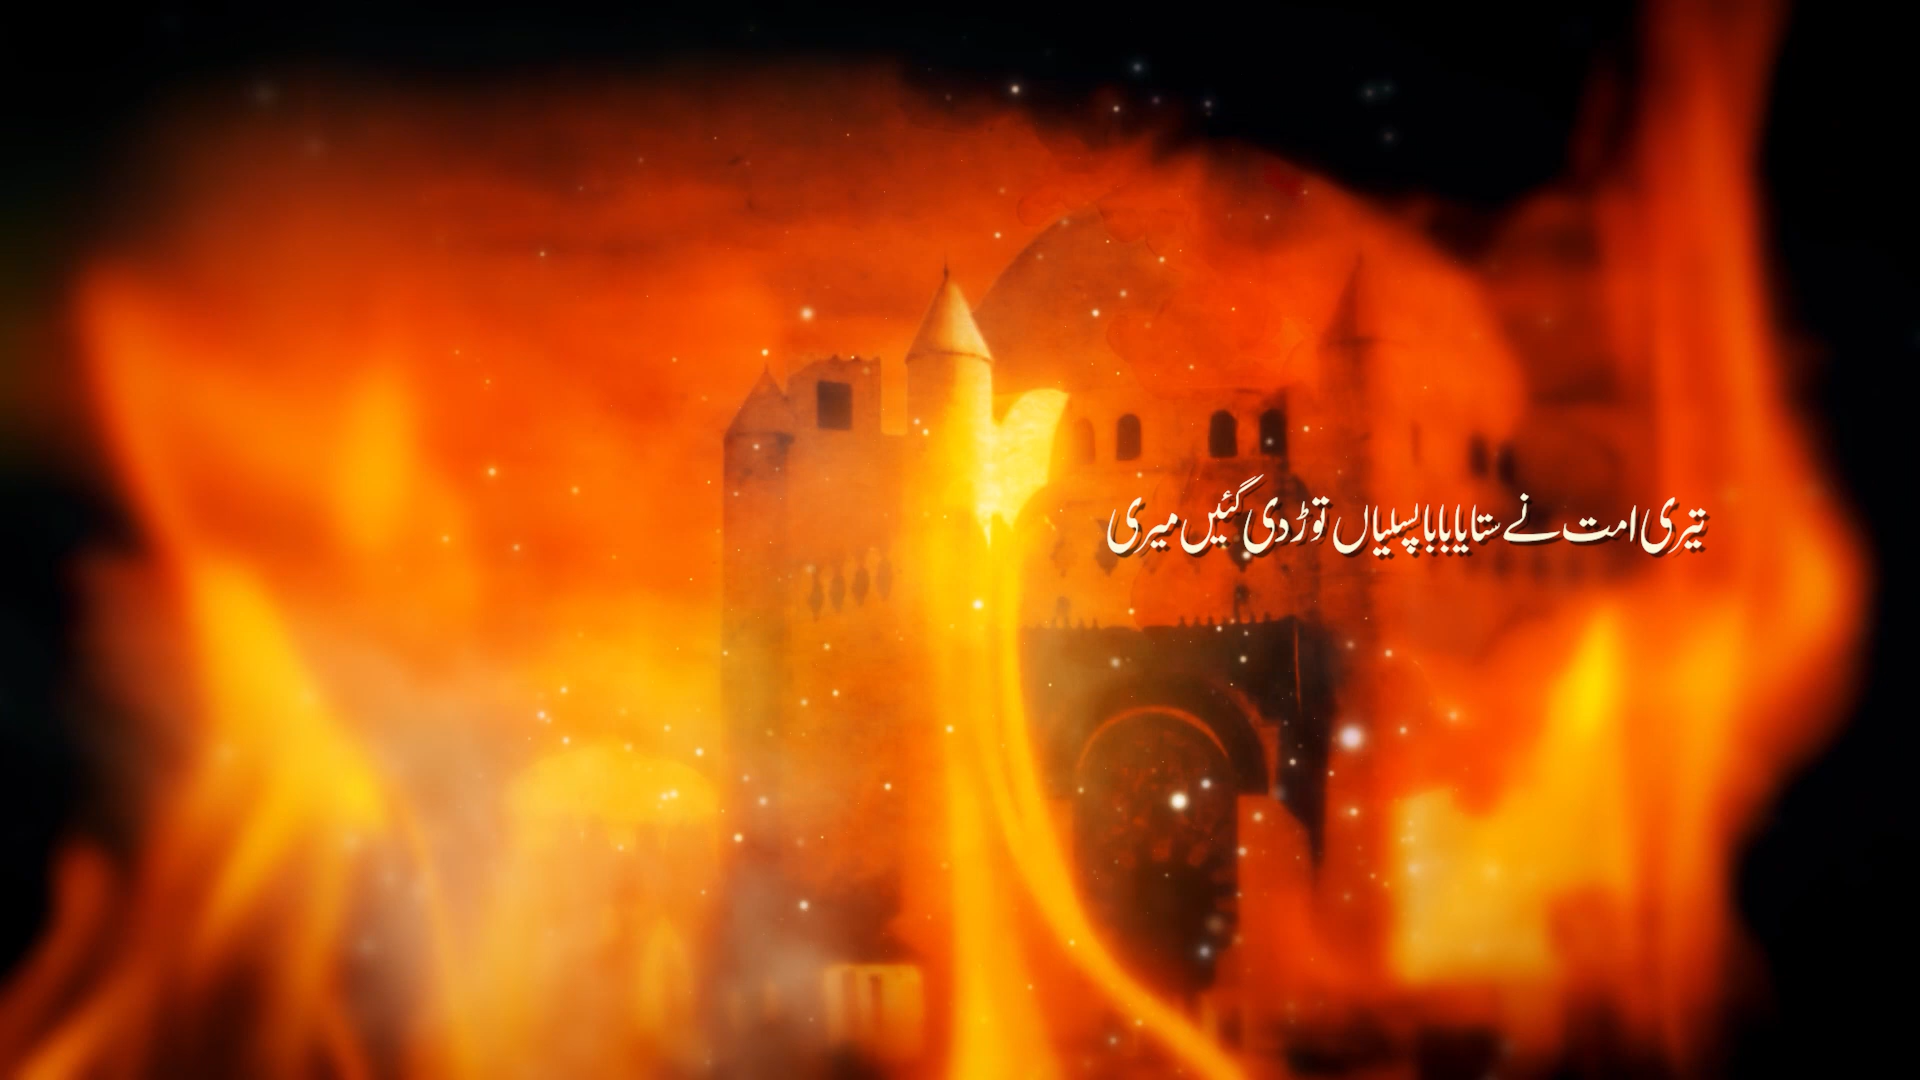 تیری امت نے ستایا بابا پسلیاں توڑ دی گئیں میری